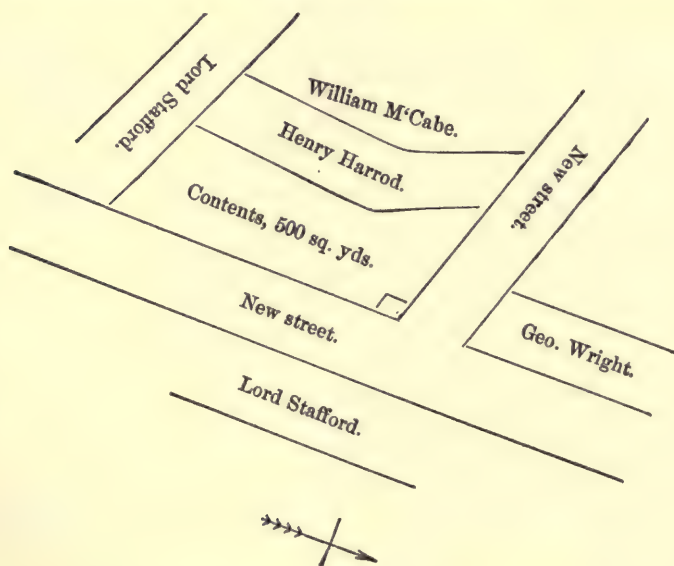 Lord Stafford.
William M‘Cabe.
Henry Harrod.
New street.
Contents, 500 sq. yds.
New street.
Geo. Wright.
Lord Stafford.